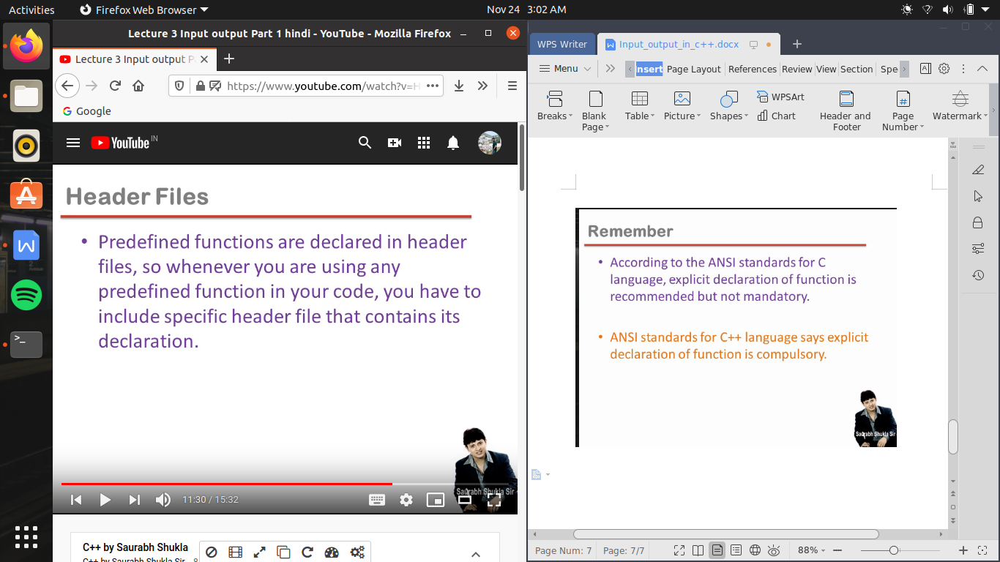 Activities
Firefox Web Browser
Nov 24 3:02 AM
Lecture 3 Input output Part 1 hindi - YouTube - Mozilla Firefox
Lecture 3 Input output P
https://www.youtube.com/watch?v=H
Google
YouTube IN
Header Files
• Predefined functions are declared in header
files, so whenever you are using any
predefined function in your code, you have to
include specific header file that contains its
declaration.
Saurabh Shukla Sir
11:30 / 15:32
C++ by Saurabh Shukla
C++ by Saurabh Shukla Sir
WPS Writer
Input_output_in_c++.docx
Menu
Insert
Page Layout
References
Review
View
Section
Spe
Breaks
Blank
Page
Table
Picture
Shapes
WPSArt
Chart
Header and
Footer
Page
Number
Watermark
Remember
• According to the ANSI standards for C
language, explicit declaration of function is
recommended but not mandatory.
• ANSI standards for C++ language says explicit
declaration of function is compulsory.
Saurabh Shukla Sir
Page Num: 7
Page: 7/7
88%